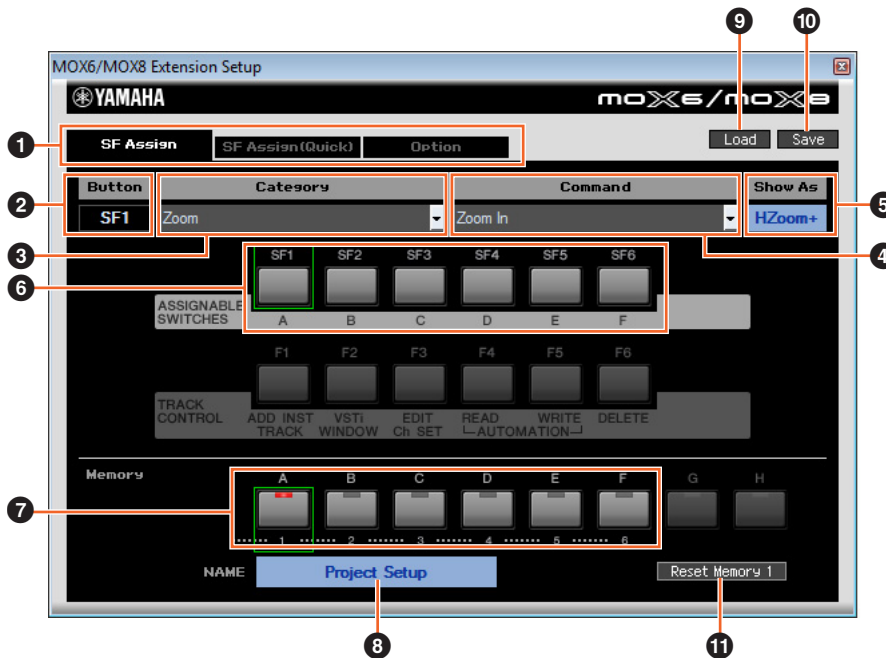 9 10
MOX6/MOX8 Extension Setup
YAMAHA
MOX6/MOX8
1
SF Assign SF Assign(Quick) Option
Load Save
2
Button Category Command Show As
5
SF1 Zoom Zoom In HZoom+
3
4
6
SF1 SF2 SF3 SF4 SF5 SF6
ASSIGNABLE
SWITCHES
A B C D E F
F1 F2 F3 F4 F5 F6
TRACK
CONTROL
ADD INST
TRACK
VSTi
WINDOW
EDIT
Ch SET
READ WRITE
AUTOMATION
DELETE
Memory
A B C D E F G H
7
1 2 3 4 5 6
NAME Project Setup Reset Memory 1
8 11